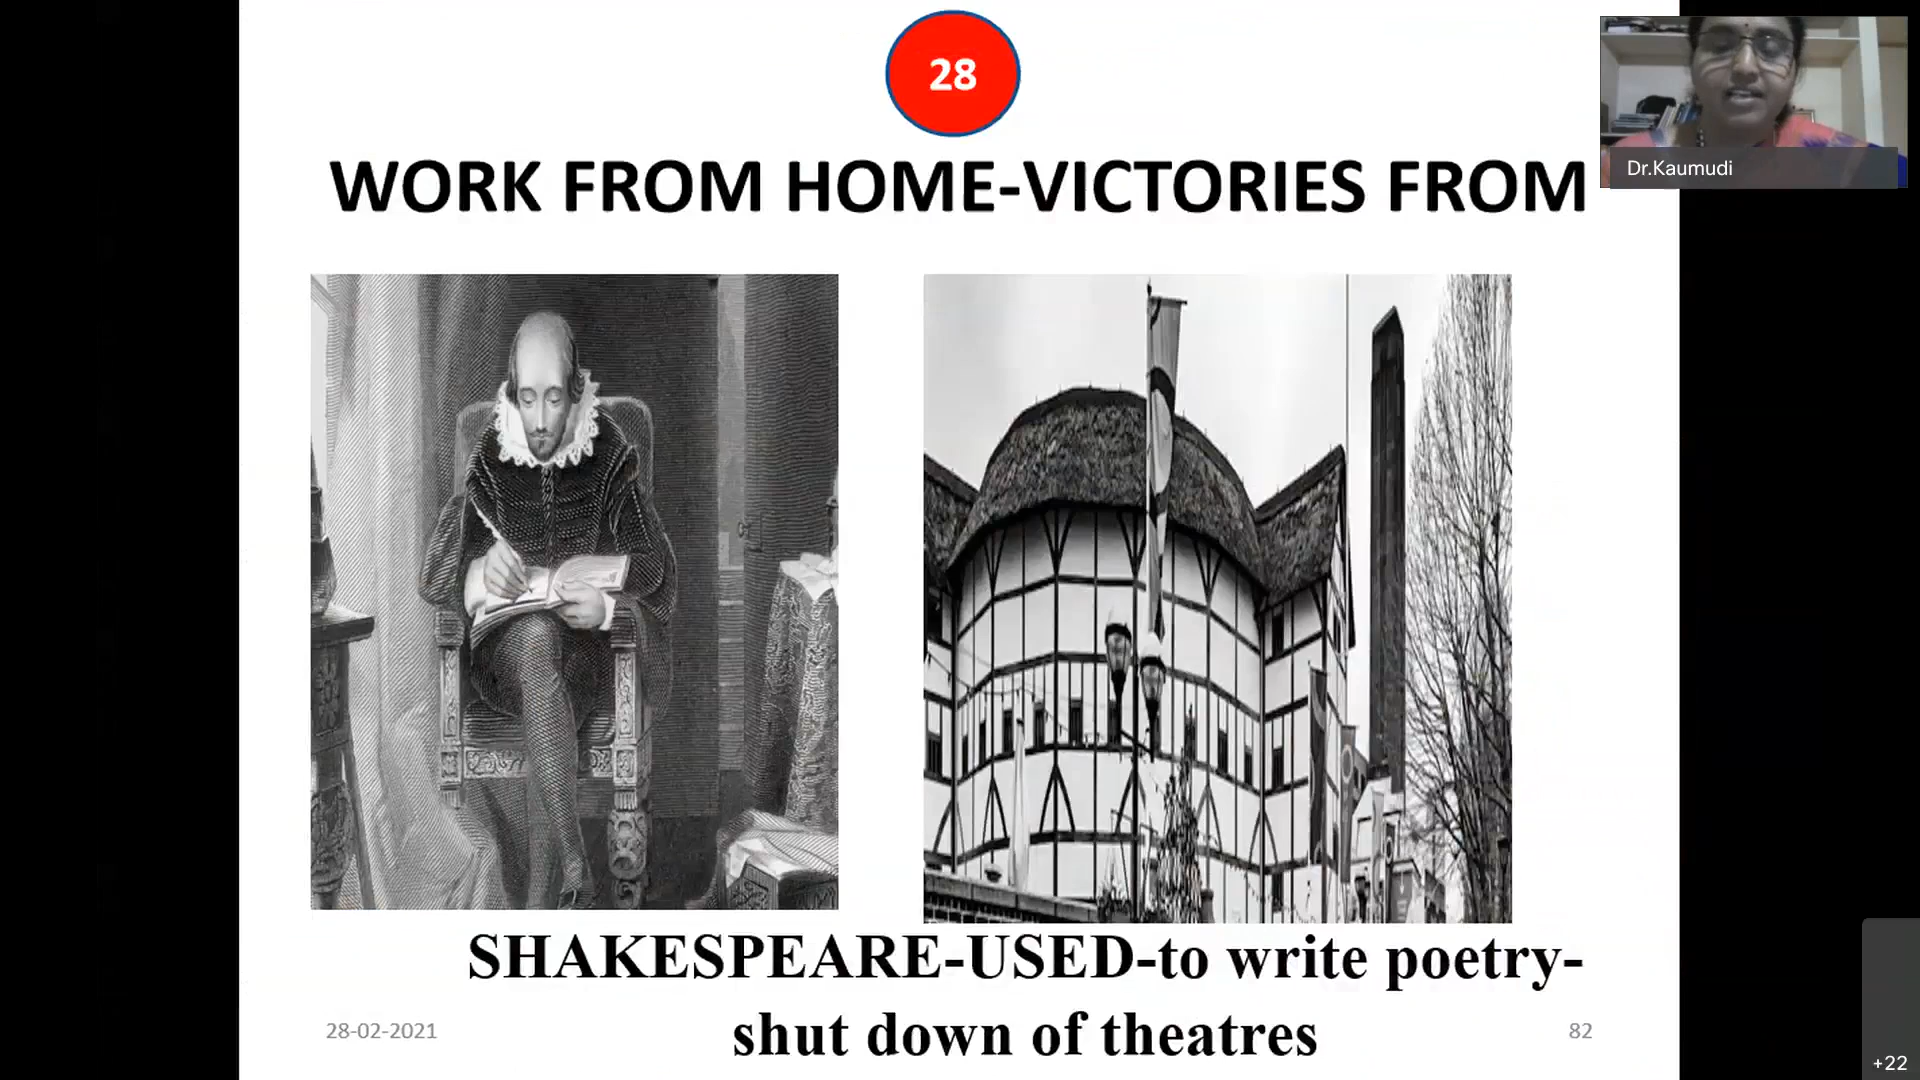 28
Dr.Kaumudi
WORK FROM HOME-VICTORIES FROM
SHAKESPEARE-USED-to write poetry-
shut down of theatres
28-02-2021
82
+22